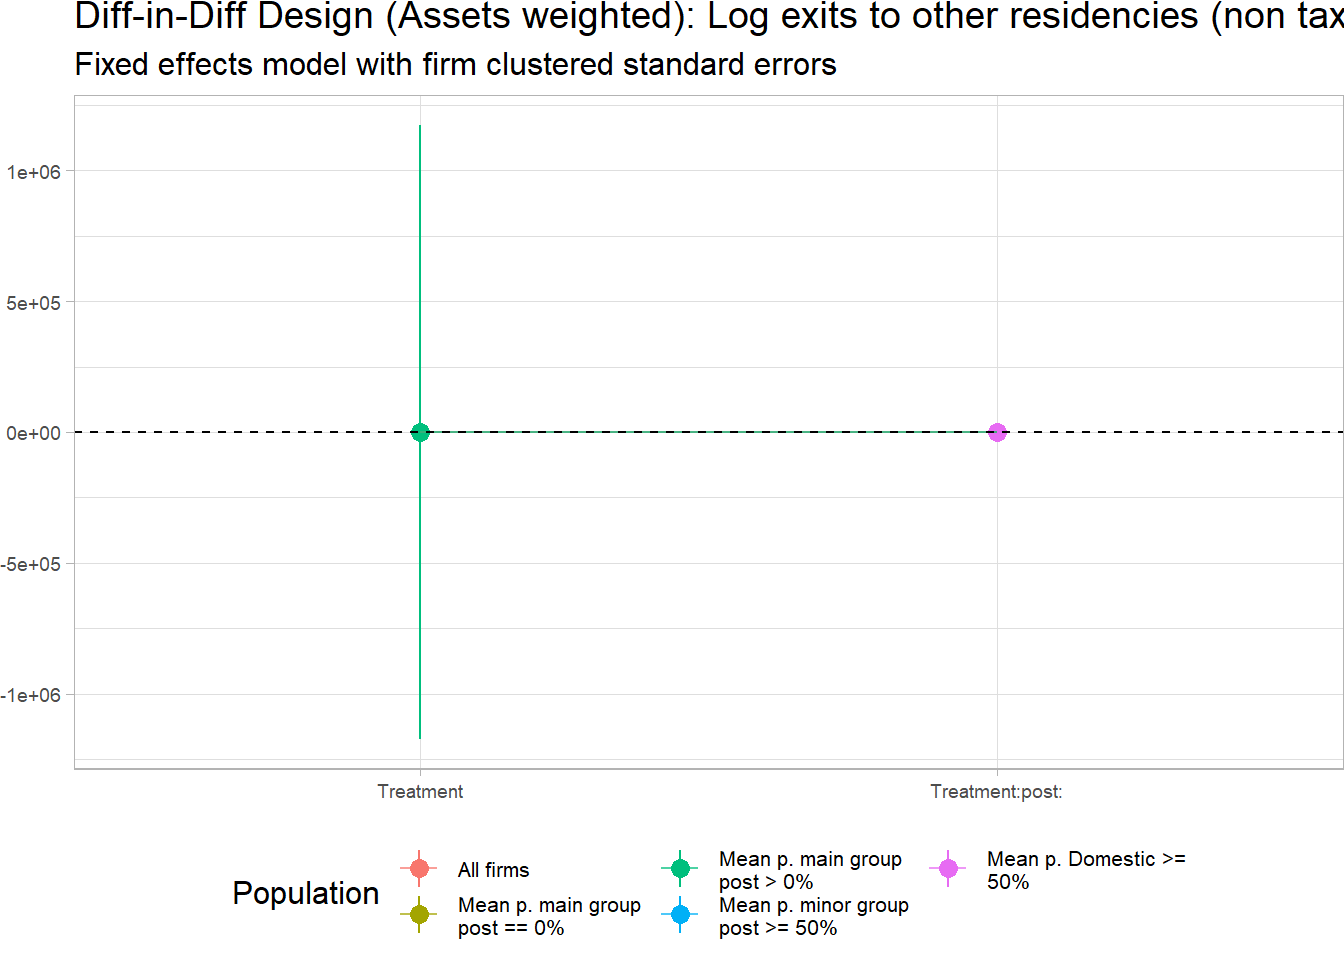 Diff-in-Diff Design (Assets weighted): Log exits to other residencies (non tax
Fixed effects model with firm clustered standard errors
1e+06
5e+05
0e+00
-5e+05
-1e+06
Treatment
Treatment:post:
Population
All firms
Mean p. main group
post == 0%
Mean p. main group
post > 0%
Mean p. minor group
post >= 50%
Mean p. Domestic >=
50%